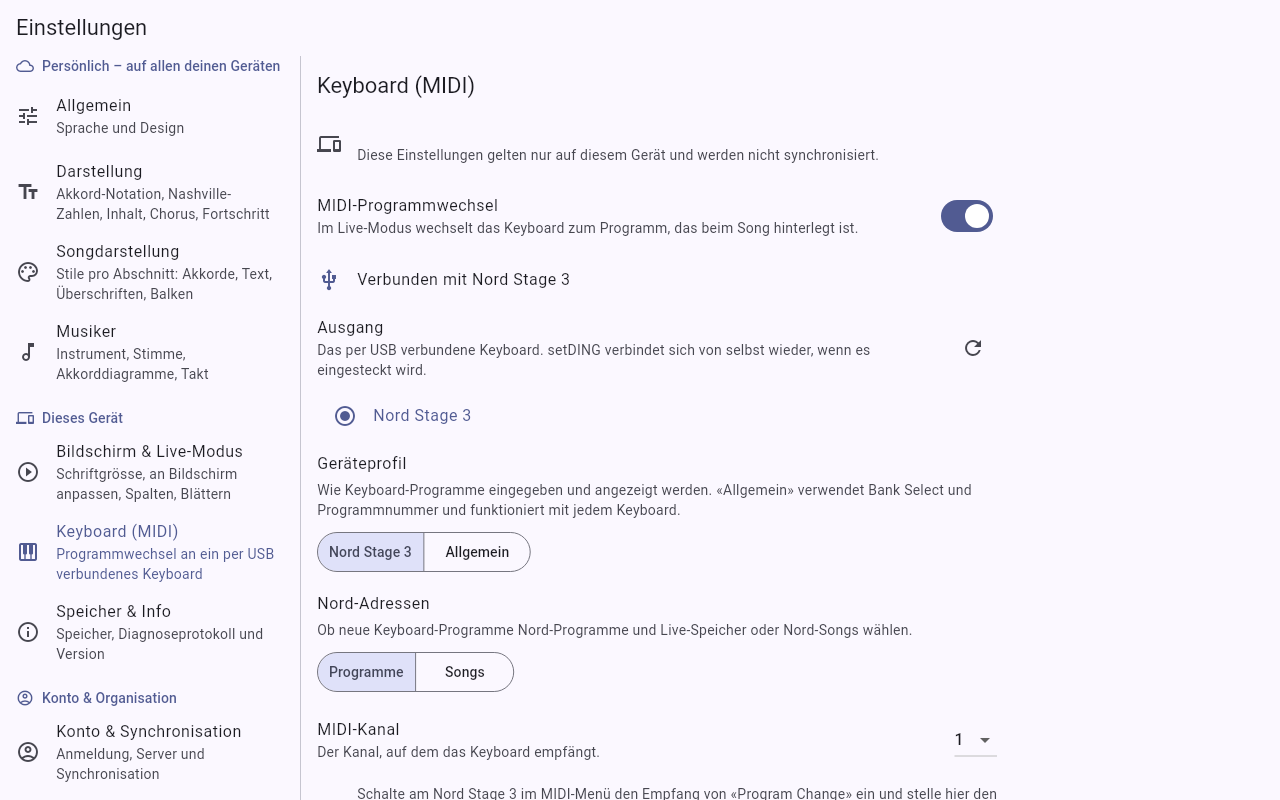 Einstellungen
Persönlich – auf allen deinen Geräten
Allgemein
Sprache und Design
Darstellung
Akkord-Notation, Nashville-
Zahlen, Inhalt, Chorus, Fortschritt
Songdarstellung
Stile pro Abschnitt: Akkorde, Text,
Überschriften, Balken
Musiker
Instrument, Stimme,
Akkorddiagramme, Takt
Dieses Gerät
Bildschirm & Live-Modus
Schriftgrösse, an Bildschirm
anpassen, Spalten, Blättern
Keyboard (MIDI)
Programmwechsel an ein per USB
verbundenes Keyboard
Speicher & Info
Speicher, Diagnoseprotokoll und
Version
Konto & Organisation
Konto & Synchronisation
Anmeldung, Server und
Synchronisation
Keyboard (MIDI)
Diese Einstellungen gelten nur auf diesem Gerät und werden nicht synchronisiert.
MIDI-Programmwechsel
Im Live-Modus wechselt das Keyboard zum Programm, das beim Song hinterlegt ist.
Verbunden mit Nord Stage 3
Ausgang
Das per USB verbundene Keyboard. setDING verbindet sich von selbst wieder, wenn es
eingesteckt wird.
Nord Stage 3
Geräteprofil
Wie Keyboard-Programme eingegeben und angezeigt werden. «Allgemein» verwendet Bank Select und
Programmnummer und funktioniert mit jedem Keyboard.
Nord Stage 3 Allgemein
Nord-Adressen
Ob neue Keyboard-Programme Nord-Programme und Live-Speicher oder Nord-Songs wählen.
Programme Songs
MIDI-Kanal
Der Kanal, auf dem das Keyboard empfängt.
1
Schalte am Nord Stage 3 im MIDI-Menü den Empfang von «Program Change» ein und stelle hier den